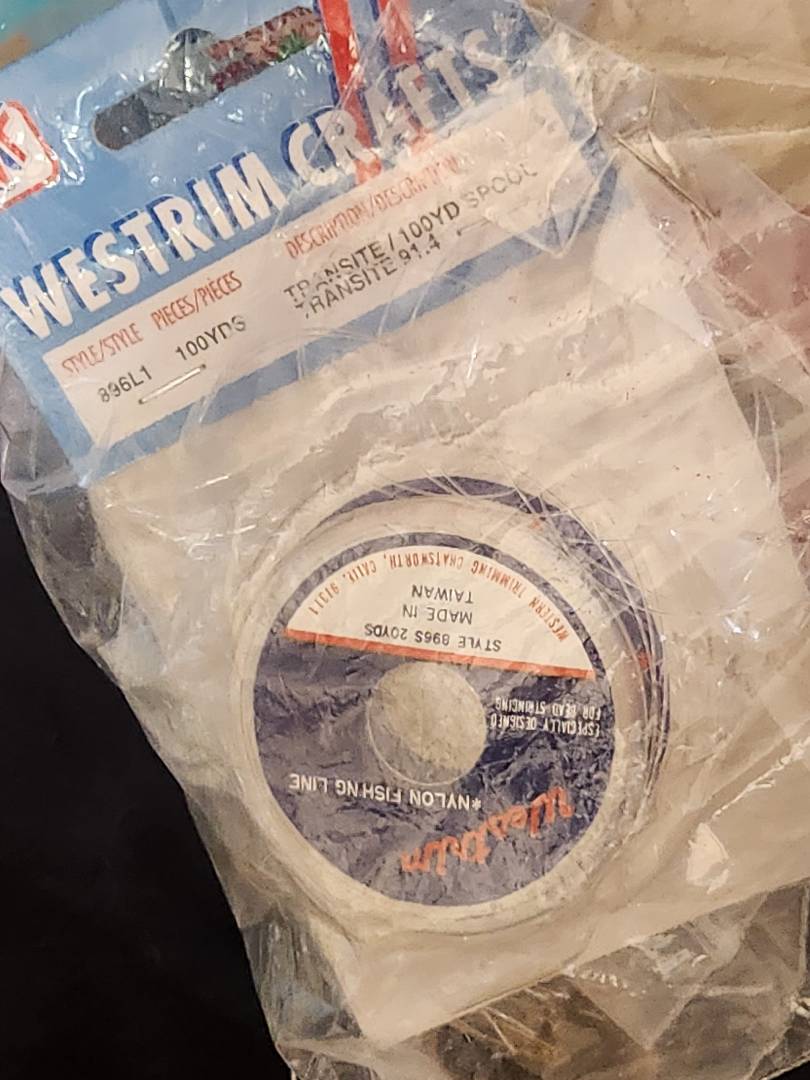 WESTRIM CRAFTS
STYLE/STYLE PIECES/PIÈCES DESCRIPTION/DESCRIPTION
896L1 100YDS TRANSITE / 100YD SPOOL
TRANSITE 91.4
Westrim
*NYLON FISHING LINE
ESPECIALLY DESIGNED
FOR BEAD STRINGING
STYLE 896S 20YDS
MADE IN
TAIWAN
WESTERN TRIMMING CHATSWORTH, CALIF. 91311